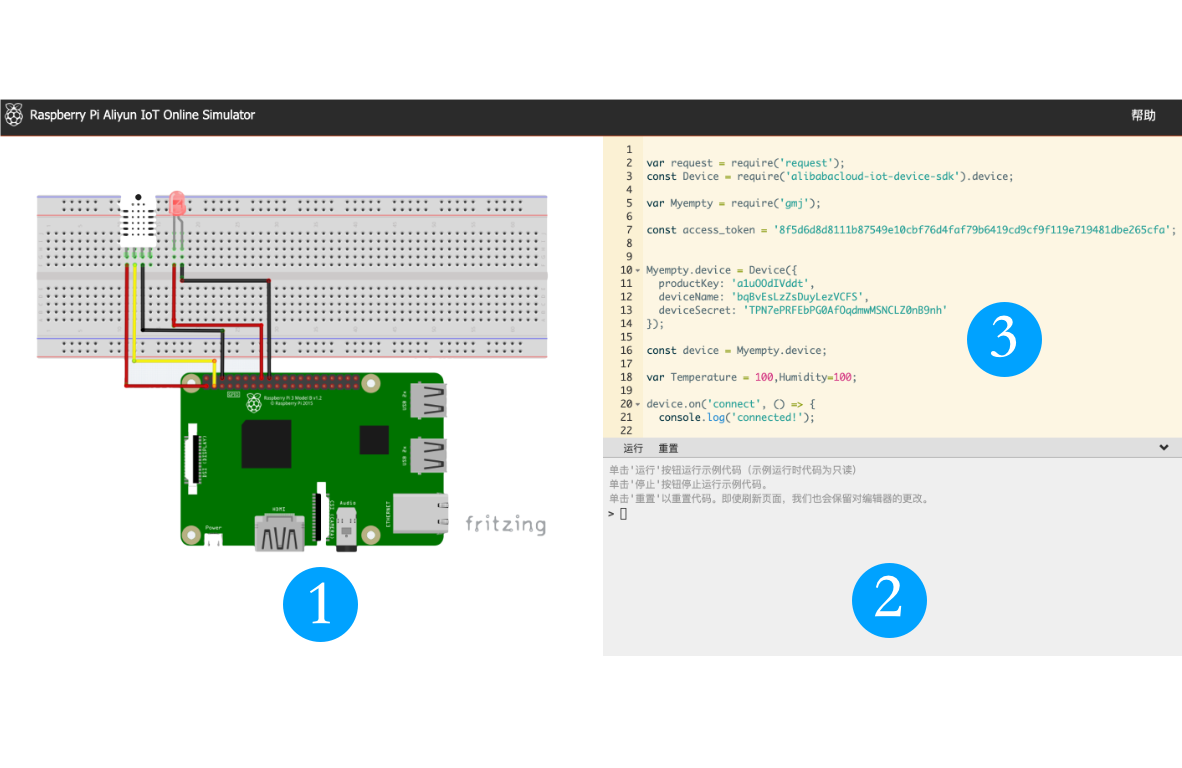 Raspberry Pi Aliyun IoT Online Simulator
帮助
Raspberry Pi 3 Model B v1.2
© Raspberry Pi 2015
GPIO
USB 2x
USB 2x
DSI (DISPLAY)
Power
HDMI
CSI (CAMERA)
Audio
ETHERNET
fritzing
1
1
2 var request = require('request');
3 const Device = require('alibabacloud-iot-device-sdk').device;
4
5 var Myempty = require('gmj');
6
7 const access_token = '8f5d6d8d8111b87549e10cbf76d4faf79b6419cd9cf9f119e719481dbe265cfa';
8
9
10 Myempty.device = Device({
11 productKey: 'a1uOOdIVddt',
12 deviceName: 'bqBvEsLzZsDuyLezVCFS',
13 deviceSecret: 'TPN7ePRFEbPG0AfOqdmwMSNCLZ0nB9nh'
14 });
15
16 const device = Myempty.device;
17
18 var Temperature = 100,Humidity=100;
19
20 device.on('connect', () => {
21 console.log('connected!');
22
3
运行 重置
单击'运行'按钮运行示例代码（示例运行时代码为只读）
单击'停止'按钮停止运行示例代码。
单击'重置'以重置代码。即使刷新页面，我们也会保留对编辑器的更改。
>
2